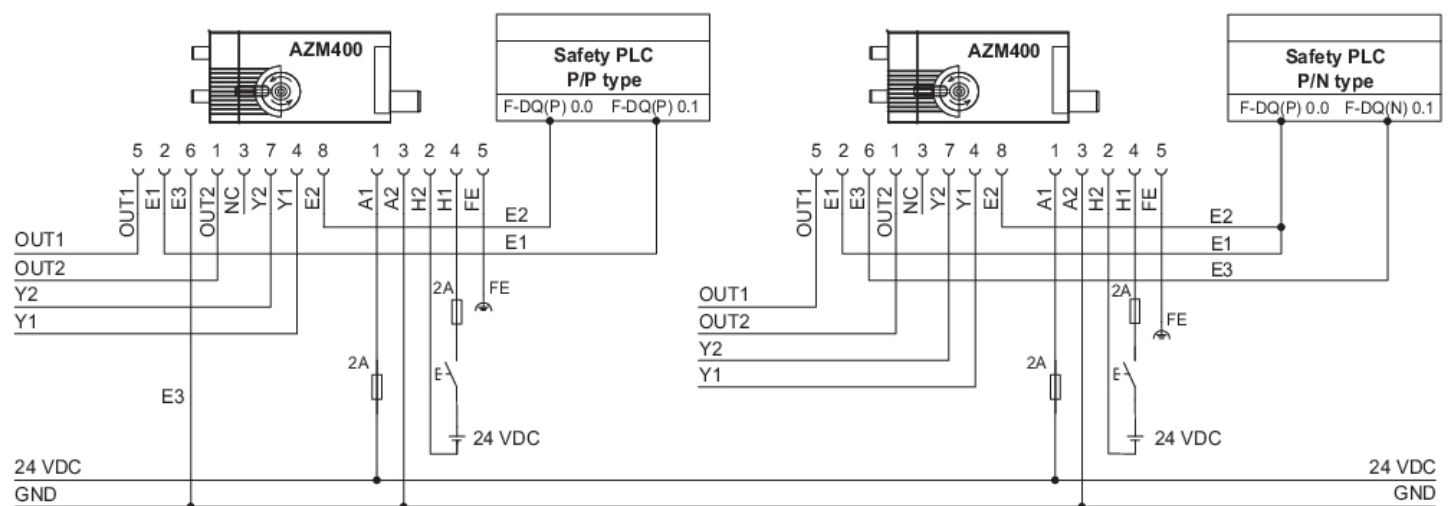 AZM400
Safety PLC
P/P type
F-DQ(P) 0.0 F-DQ(P) 0.1
5 2 6 1 3 7 4 8 1 3 2 4 5
OUT1 E1 E3 OUT2 NC Y2 Y1 E2 A1 A2 H2 H1 FE
E2
E1
OUT1
OUT2
Y2
Y1
2A
FE
2A
E3
24 VDC
AZM400
Safety PLC
P/N type
F-DQ(P) 0.0 F-DQ(N) 0.1
5 2 6 1 3 7 4 8 1 3 2 4 5
OUT1 E1 E3 OUT2 NC Y2 Y1 E2 A1 A2 H2 H1 FE
E2
E1
E3
OUT1
OUT2
Y2
Y1
2A
FE
2A
24 VDC
24 VDC 24 VDC
GND GND